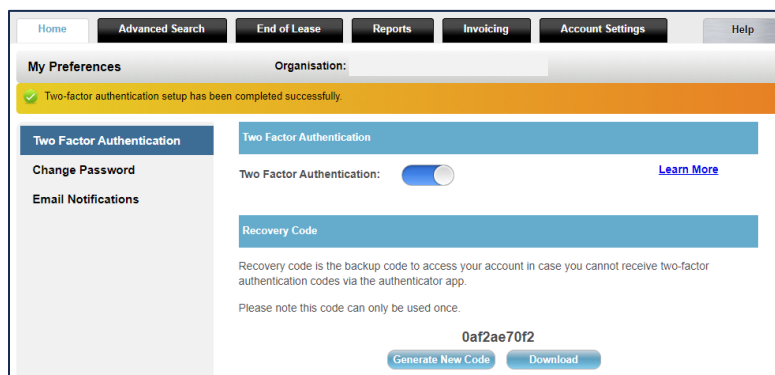 Home Advanced Search End of Lease Reports Invoicing Account Settings Help
My Preferences Organisation:
Two-factor authentication setup has been completed successfully.
Two Factor Authentication
Change Password
Email Notifications
Two Factor Authentication
Two Factor Authentication: Learn More
Recovery Code
Recovery code is the backup code to access your account in case you cannot receive two-factor
authentication codes via the authenticator app.
Please note this code can only be used once.
0af2ae70f2
Generate New Code Download